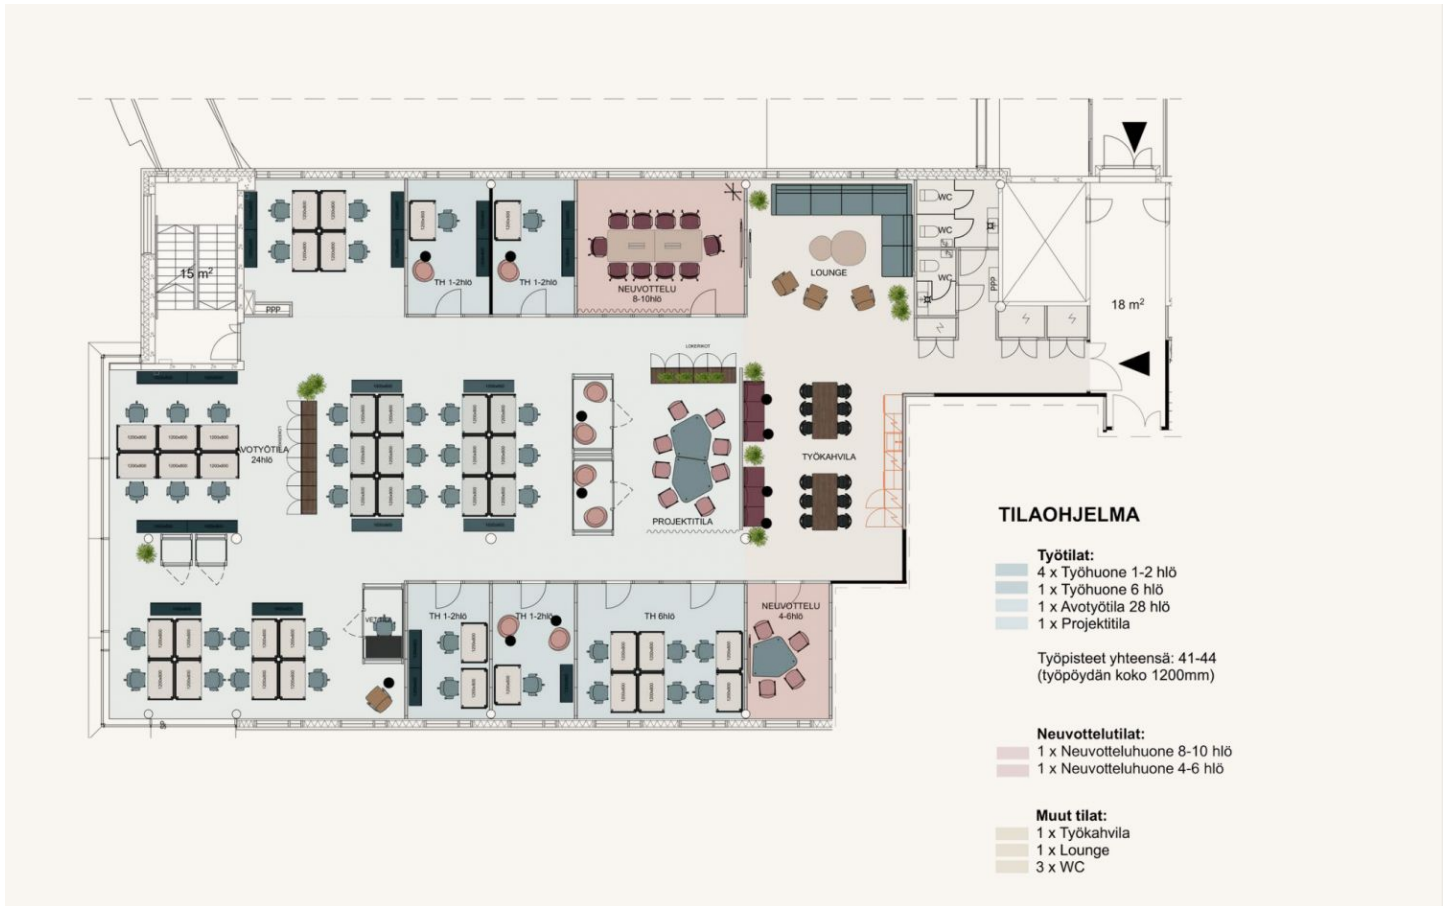 15 m²
PPP
TH 1-2hlö
TH 1-2hlö
NEUVOTTELU
8-10hlö
LOUNGE
WC
WC
WC
PPP
18 m²
LOKERIKOT
AVOTYÖTILA
24hlö
PROJEKTITILA
TYÖKAHVILA
TH 1-2hlö
TH 1-2hlö
TH 6hlö
NEUVOTTELU
4-6hlö
TILAOHJELMA
Työtilat:
4 x Työhuone 1-2 hlö
1 x Työhuone 6 hlö
1 x Avotyötila 28 hlö
1 x Projektitila
Työpisteet yhteensä: 41-44
(työpöydän koko 1200mm)
Neuvottelutilat:
1 x Neuvotteluhuone 8-10 hlö
1 x Neuvotteluhuone 4-6 hlö
Muut tilat:
1 x Työkahvila
1 x Lounge
3 x WC